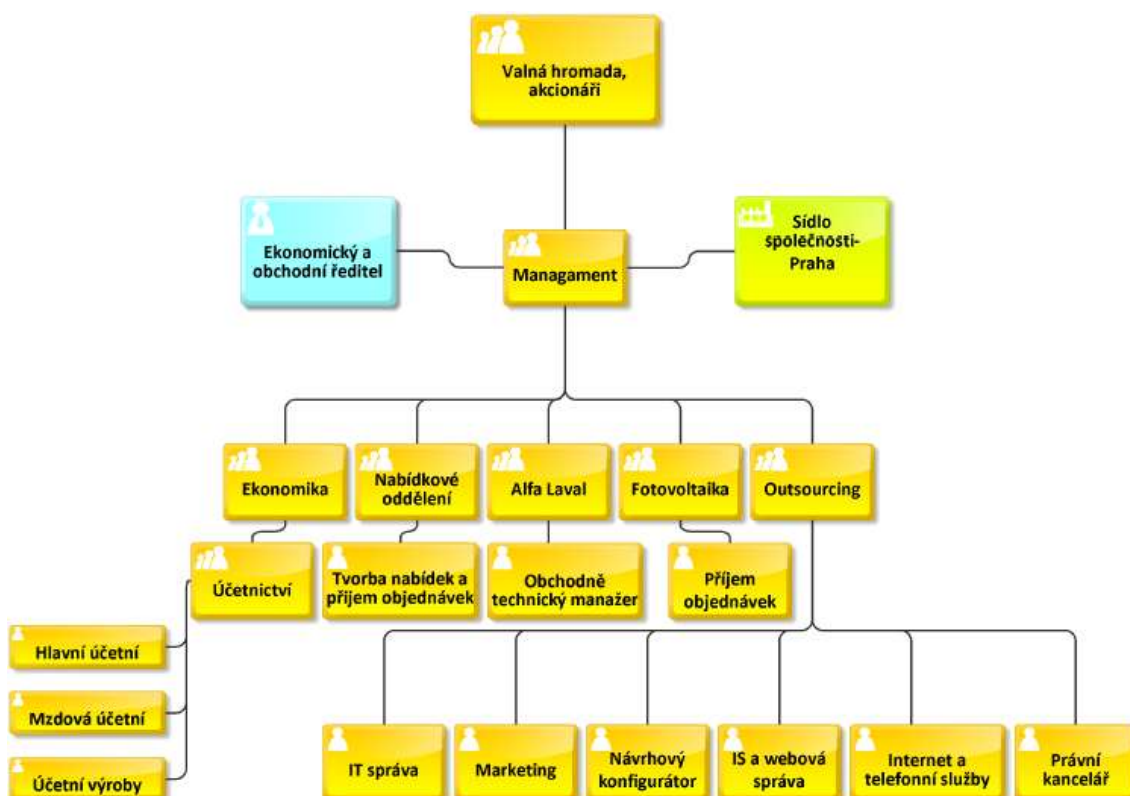 Valná hromada,
akcionáři
Ekonomický a
obchodní ředitel
Managament
Sídlo
společnosti-
Praha
Ekonomika
Nabídkové
oddělení
Alfa Laval
Fotovoltaika
Outsourcing
Účetnictví
Tvorba nabídek a
přijem objednávek
Obchodně
technický manažer
Příjem
objednávek
Hlavní účetní
Mzdová účetní
Účetní výroby
IT správa
Marketing
Návrhový
konfigurátor
IS a webová
správa
Internet a
telefonní služby
Právní
kancelář